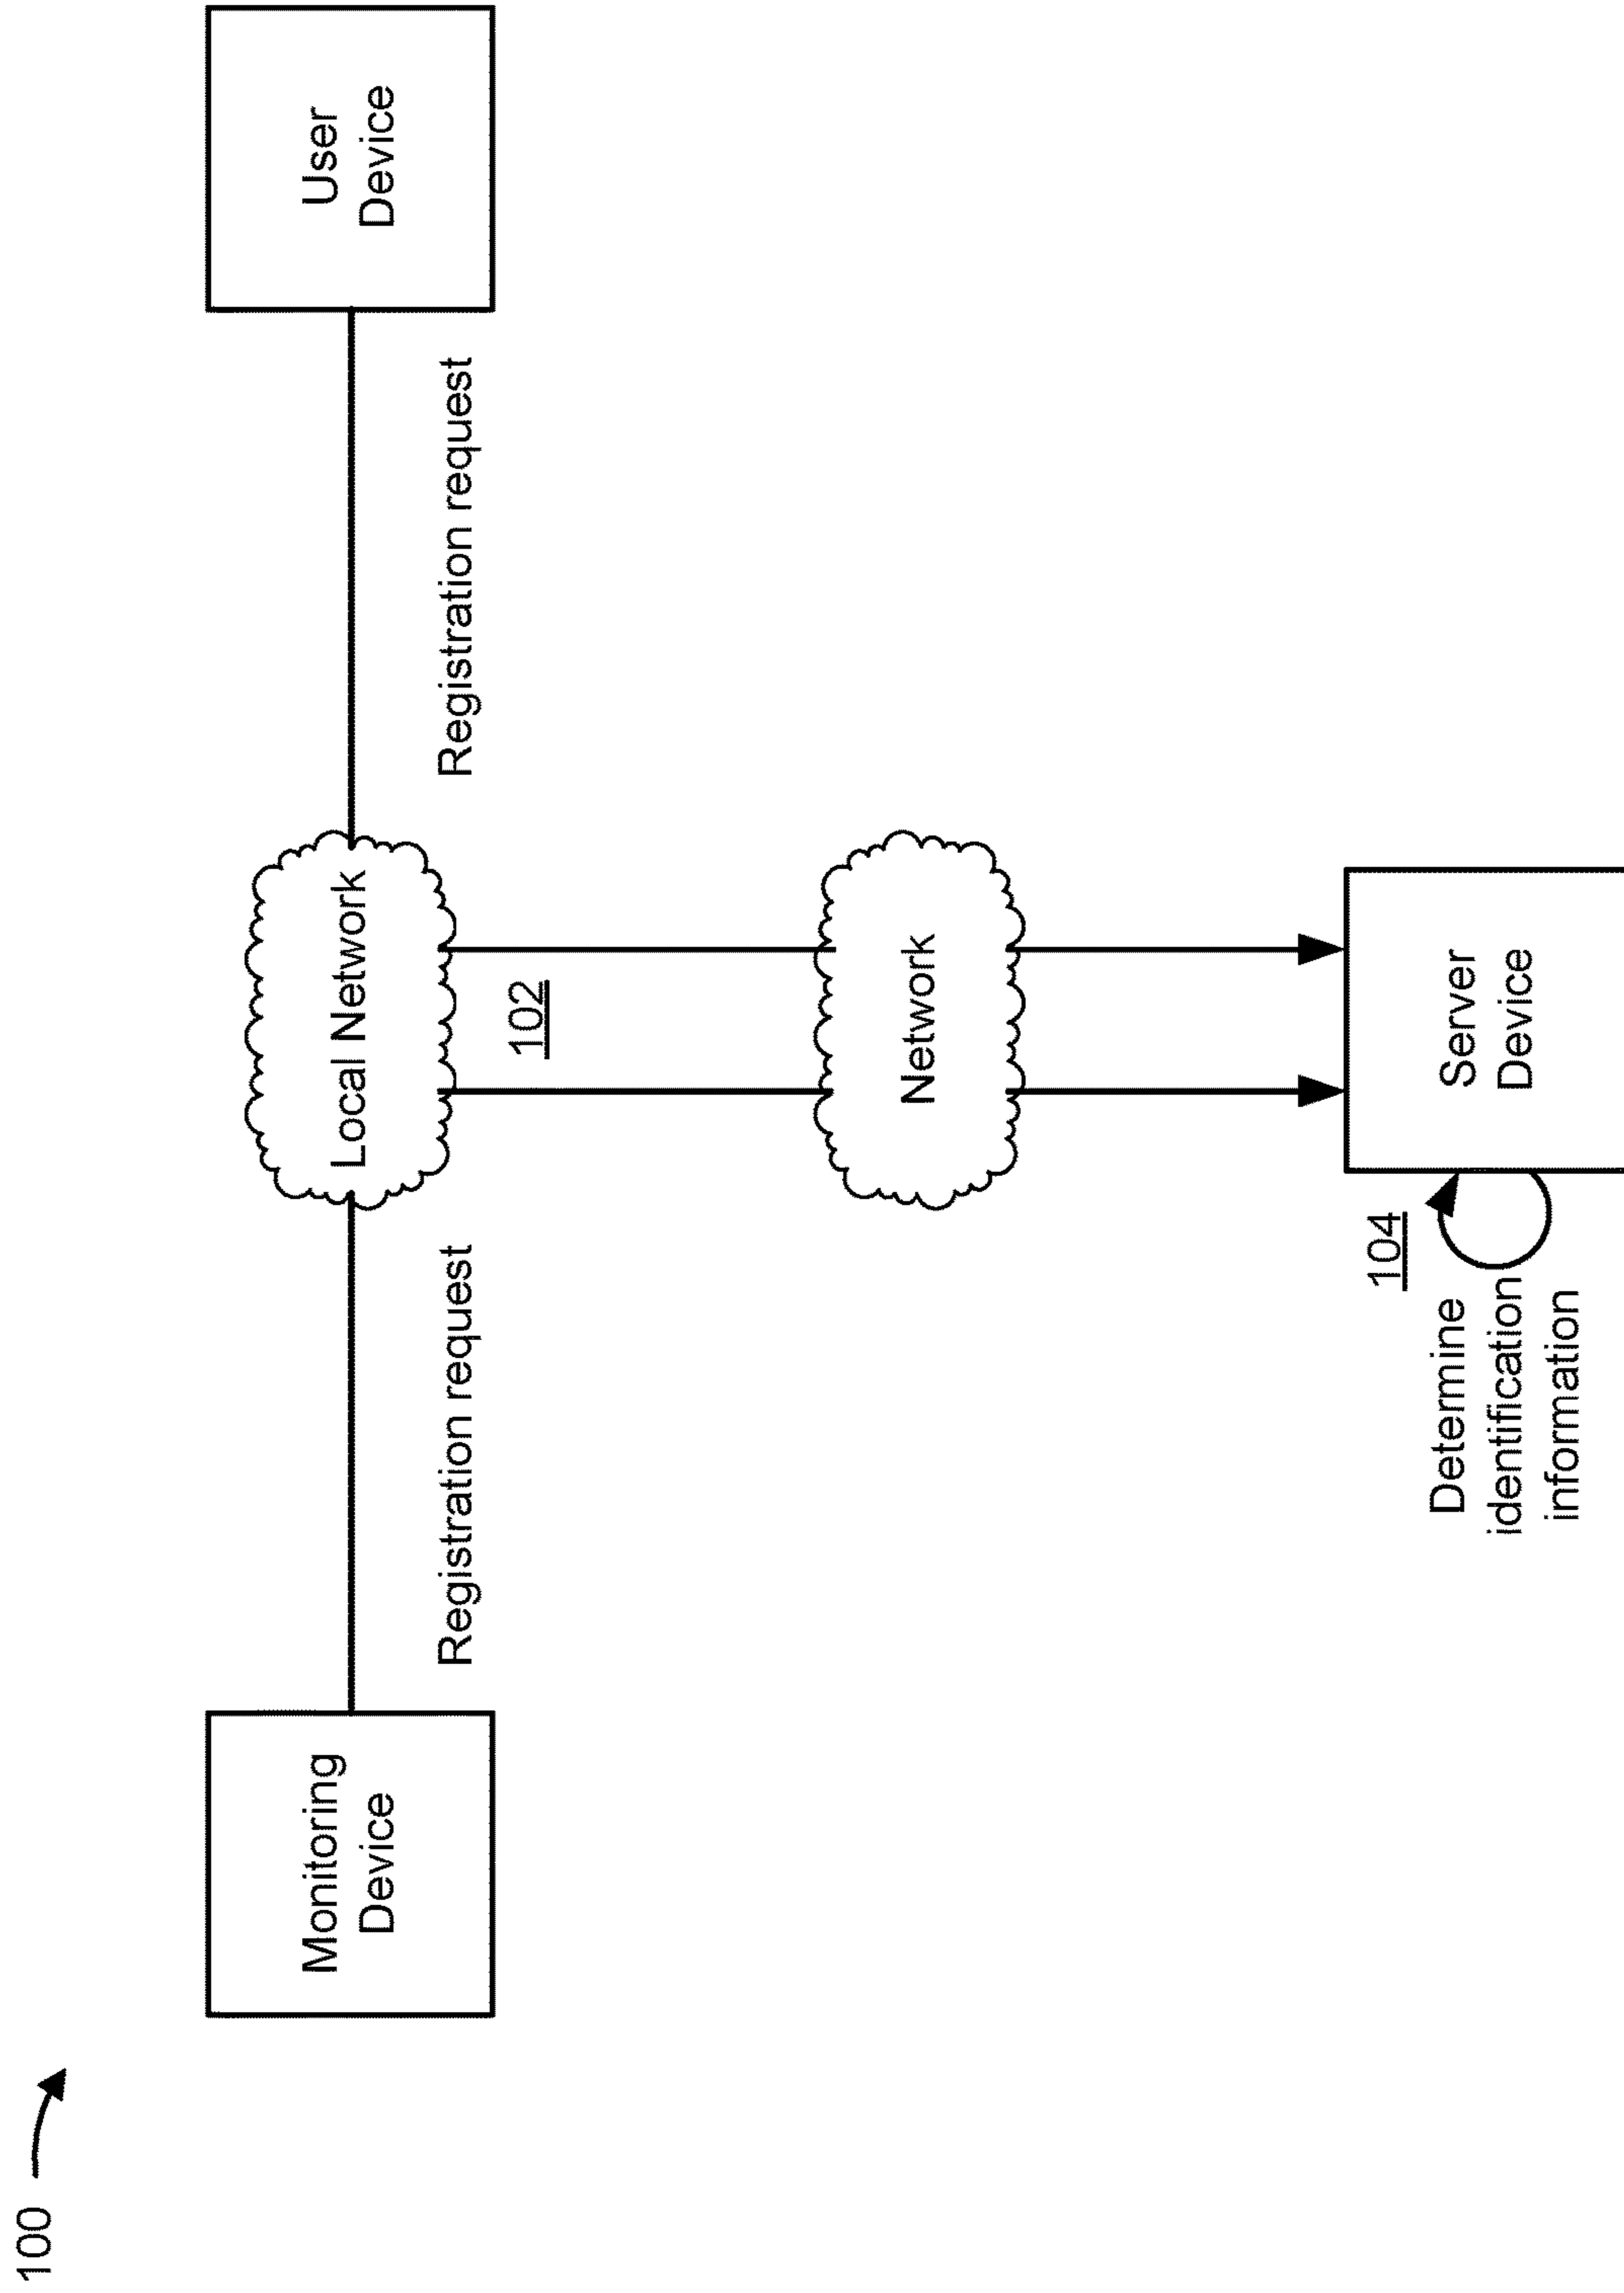 100
Monitoring
Device
Registration request
Local Network
Registration request
User
Device
102
Network
104
Determine
identification
information
Server
Device